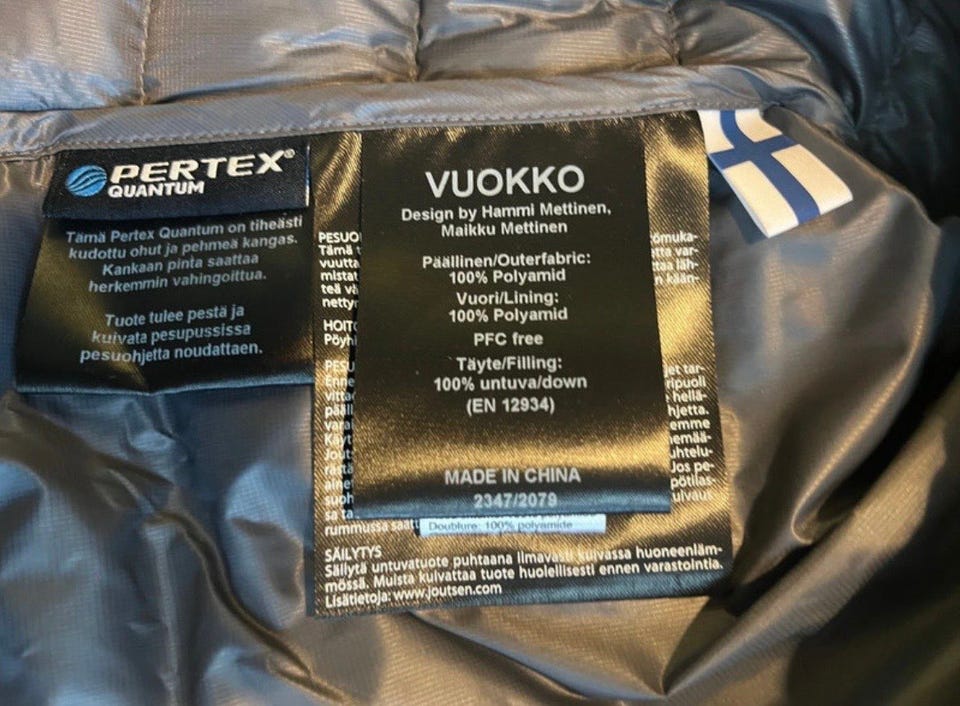 PERTEX®
QUANTUM
Tämä Pertex Quantum on tiheästi
kudottu ohut ja pehmeä kangas.
Kankaan pinta saattaa
herkemmin vahingoittua.
Tuote tulee pestä ja
kuivata pesupussissa
pesuohjetta noudattaen.
VUOKKO
Design by Hammi Mettinen,
Maikku Mettinen
Päällinen/Outerfabric:
100% Polyamid
Vuori/Lining:
100% Polyamid
PFC free
Täyte/Filling:
100% untuva/down
(EN 12934)
MADE IN CHINA
2347/2079
Doublure: 100% polyamide
rummussa
SÄILYTYS
Säilytä untuvatuote puhtaana ilmavasti kuivassa huoneenläm-
mössä. Muista kuivattaa tuote huolellisesti ennen varastointia.
Lisätietoja: www.joutsen.com